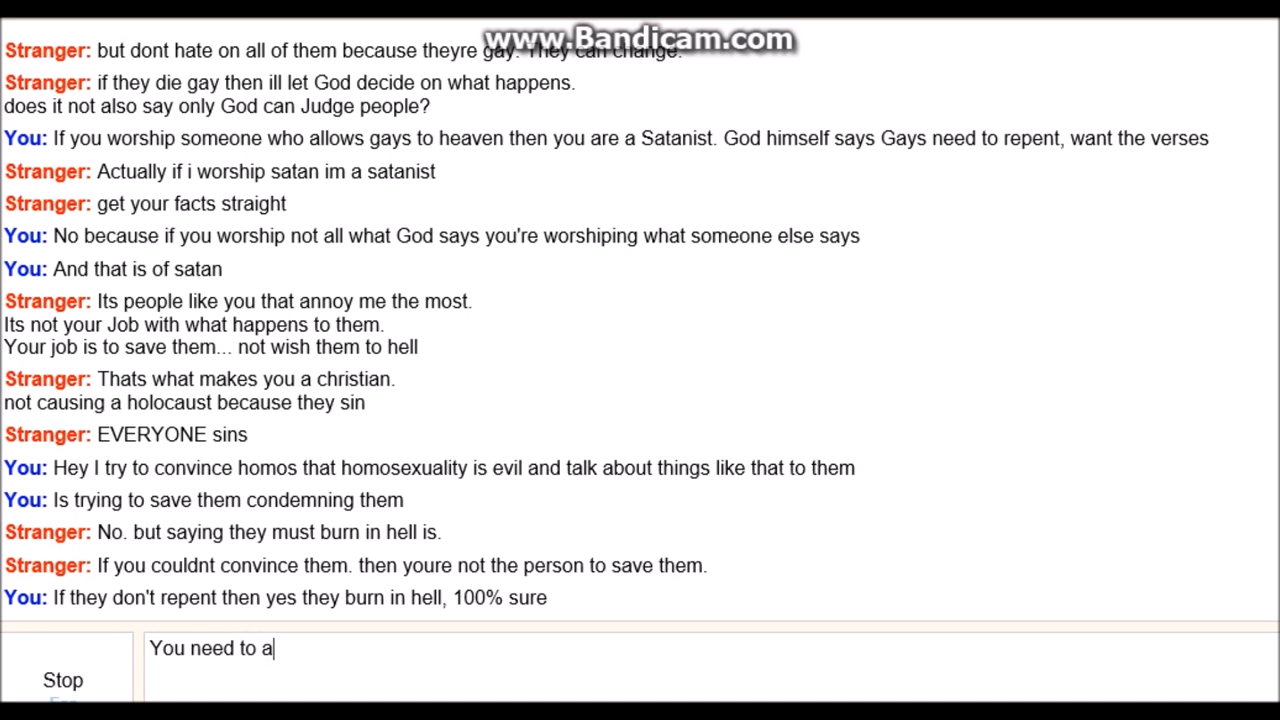 www.Bandicam.com
Stranger: but dont hate on all of them because theyre gay. They can change.
Stranger: if they die gay then ill let God decide on what happens.
does it not also say only God can Judge people?
You: If you worship someone who allows gays to heaven then you are a Satanist. God himself says Gays need to repent, want the verses
Stranger: Actually if i worship satan im a satanist
Stranger: get your facts straight
You: No because if you worship not all what God says you're worshiping what someone else says
You: And that is of satan
Stranger: Its people like you that annoy me the most.
Its not your Job with what happens to them.
Your job is to save them... not wish them to hell
Stranger: Thats what makes you a christian.
not causing a holocaust because they sin
Stranger: EVERYONE sins
You: Hey I try to convince homos that homosexuality is evil and talk about things like that to them
You: Is trying to save them condemning them
Stranger: No. but saying they must burn in hell is.
Stranger: If you couldnt convince them. then youre not the person to save them.
You: If they don't repent then yes they burn in hell, 100% sure
You need to a
Stop